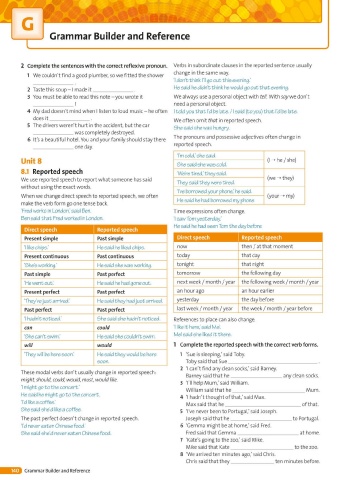 G
Grammar Builder and Reference
2 Complete the sentences with the correct reflexive pronoun.
1 We couldn't find a good plumber, so we fitted the shower
____________ .
2 Taste this soup – I made it ____________ .
3 You must be able to read this note – you wrote it
____________ !
4 My dad doesn't mind when I listen to loud music – he often
does it ____________ .
5 The drivers weren't hurt in the accident, but the car
____________ was completely destroyed.
6 It's a beautiful hotel. You and your family should stay there
____________ one day.
Unit 8
8.1 Reported speech
We use reported speech to report what someone has said
without using the exact words.
When we change direct speech to reported speech, we often
make the verb form go one tense back.
'Fred works in London,' said Ben.
Ben said that Fred worked in London.
Direct speech Reported speech
Present simple Past simple
'I like chips.' He said he liked chips.
Present continuous Past continuous
'She's working.' He said she was working.
Past simple Past perfect
'He went out.' He said he had gone out.
Present perfect Past perfect
'They've just arrived.' He said they had just arrived.
Past perfect Past perfect
'I hadn't noticed.' She said she hadn't noticed.
can could
'She can't swim.' He said she couldn't swim.
will would
'They will be here soon.' He said they would be here
soon.
These modal verbs don't usually change in reported speech:
might, should, could, would, must, would like.
'I might go to the concert.'
He said he might go to the concert.
'I'd like a coffee.'
She said she'd like a coffee.
The past perfect doesn't change in reported speech.
'I'd never eaten Chinese food.'
She said she'd never eaten Chinese food.
Verbs in subordinate clauses in the reported sentence usually
change in the same way.
'I don't think I'll go out this evening.'
He said he didn't think he would go out that evening.
We always use a personal object with tell. With say we don't
need a personal object.
I told you that I'd be late. / I said (to you) that I'd be late.
We often omit that in reported speech.
She said she was hungry.
The pronouns and possessive adjectives often change in
reported speech.
'I'm cold,' she said.
She said she was cold.
(I → he / she)
'We're tired,' they said.
They said they were tired.
(we → they)
'I've borrowed your phone,' he said.
He said he had borrowed my phone.
(your → my)
Time expressions often change.
'I saw Tom yesterday.'
He said he had seen Tom the day before.
Direct speech Reported speech
now then / at that moment
today that day
tonight that night
tomorrow the following day
next week / month / year the following week / month / year
an hour ago an hour earlier
yesterday the day before
last week / month / year the week / month / year before
References to place can also change.
'I like it here,' said Mel.
Mel said she liked it there.
1 Complete the reported speech with the correct verb forms.
1 'Sue is sleeping,' said Toby.
Toby said that Sue ____________ .
2 'I can't find any clean socks,' said Barney.
Barney said that he ____________ any clean socks.
3 'I'll help Mum,' said William.
William said that he ____________ Mum.
4 'I hadn't thought of that,' said Max.
Max said that he ____________ of that.
5 'I've never been to Portugal,' said Joseph.
Joseph said that he ____________ to Portugal.
6 'Gemma might be at home,' said Fred.
Fred said that Gemma ____________ at home.
7 'Kate's going to the zoo,' said Mike.
Mike said that Kate ____________ to the zoo.
8 'We arrived ten minutes ago,' said Chris.
Chris said that they ____________ ten minutes before.
Grammar Builder and Reference